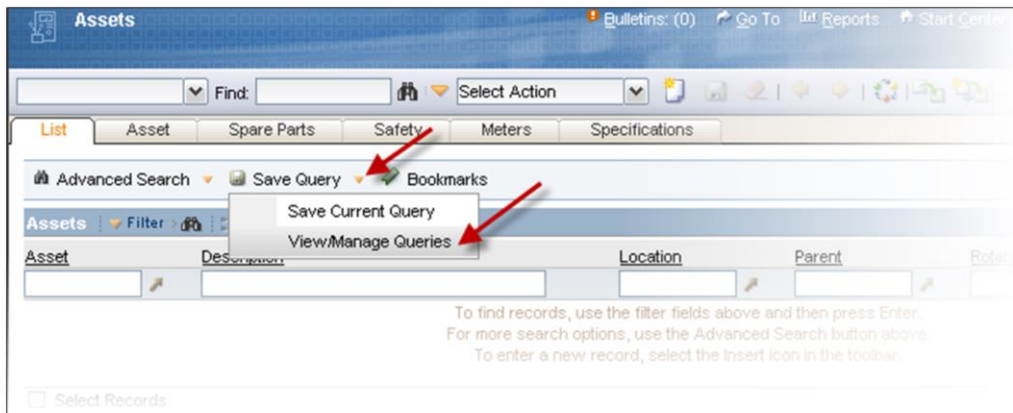 Assets
Bulletins: (0) Go To Reports Start Center
Find: Select Action
List Asset Spare Parts Safety Meters Specifications
Advanced Search Save Query Bookmarks
Save Current Query
View/Manage Queries
Assets Filter
Asset Description Location Parent
To find records, use the filter fields above and then press Enter.
For more search options, use the Advanced Search button above.
To enter a new record, select the Insert icon in the toolbar.
Select Records